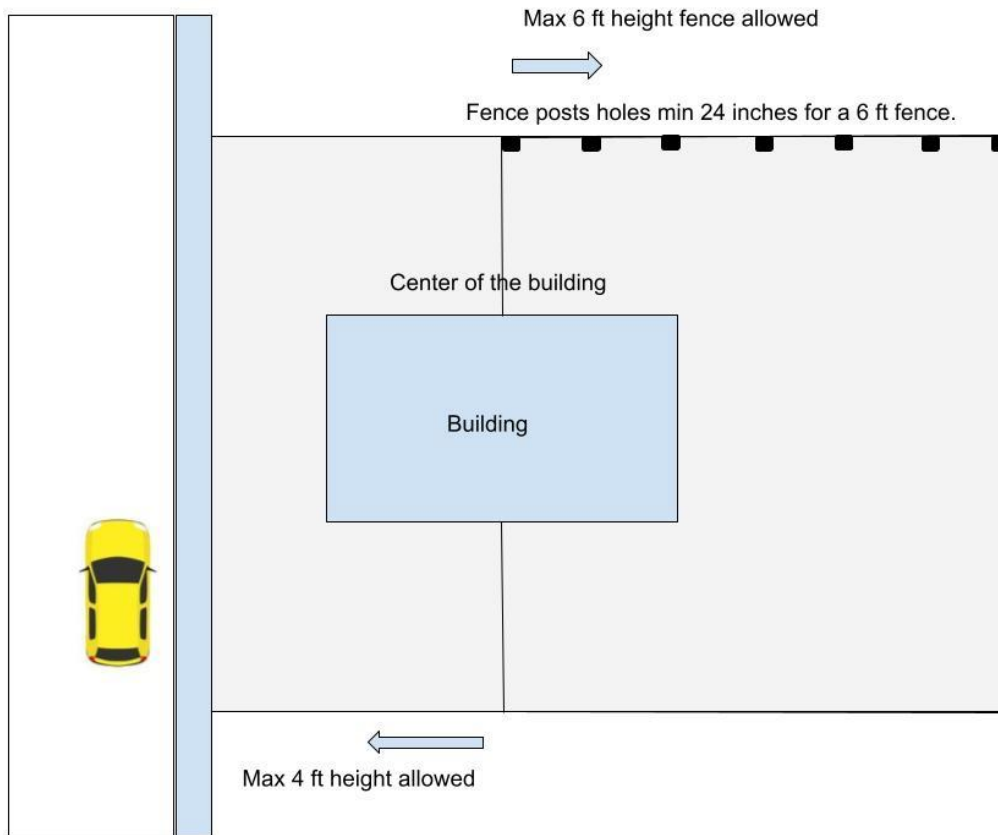 Max 6 ft height fence allowed
Fence posts holes min 24 inches for a 6 ft fence.
Center of the building
Building
Max 4 ft height allowed